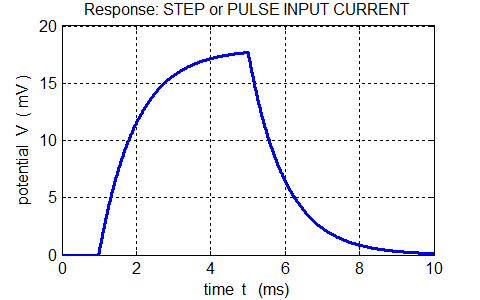 Response: STEP or PULSE INPUT CURRENT
potential V ( mV )
20
15
10
5
0
0 2 4 6 8 10
time t (ms)